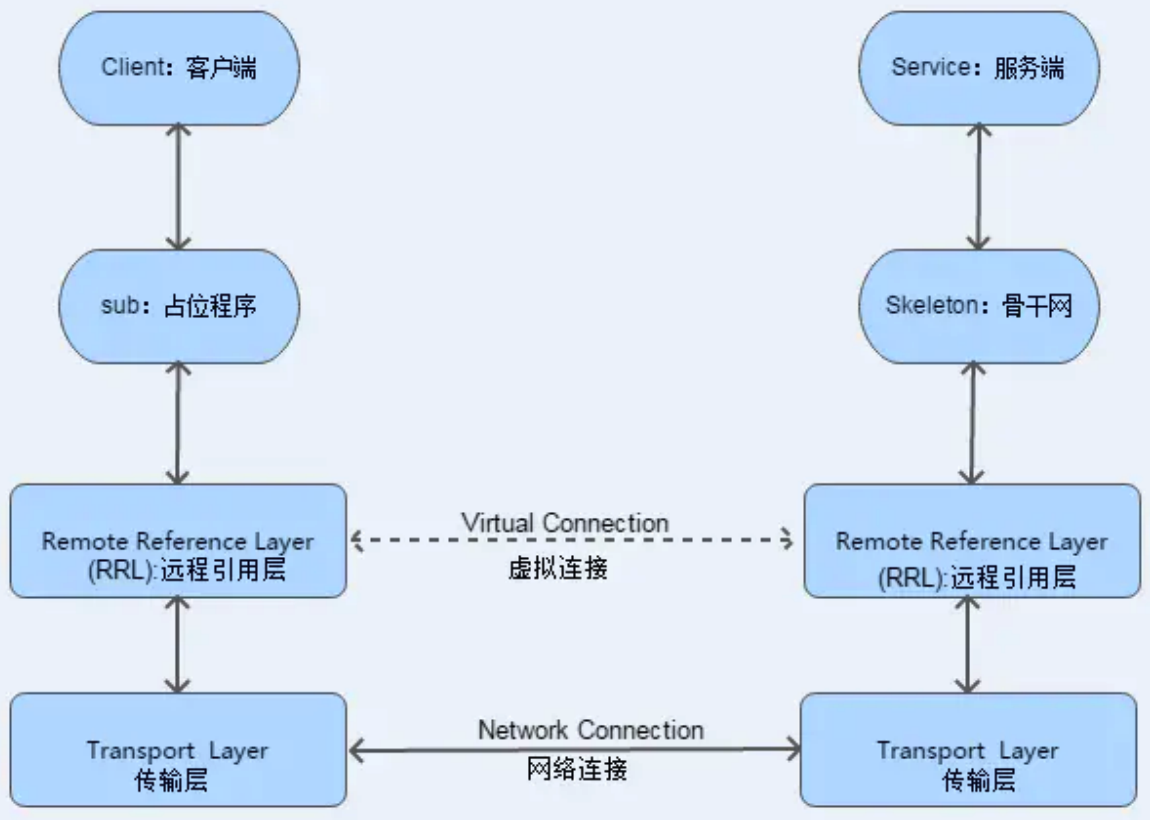 Client：客户端
Service：服务端
sub：占位程序
Skeleton：骨干网
Virtual Connection
虚拟连接
Remote Reference Layer
(RRL):远程引用层
Remote Reference Layer
(RRL):远程引用层
Network Connection
网络连接
Transport Layer
传输层
Transport Layer
传输层